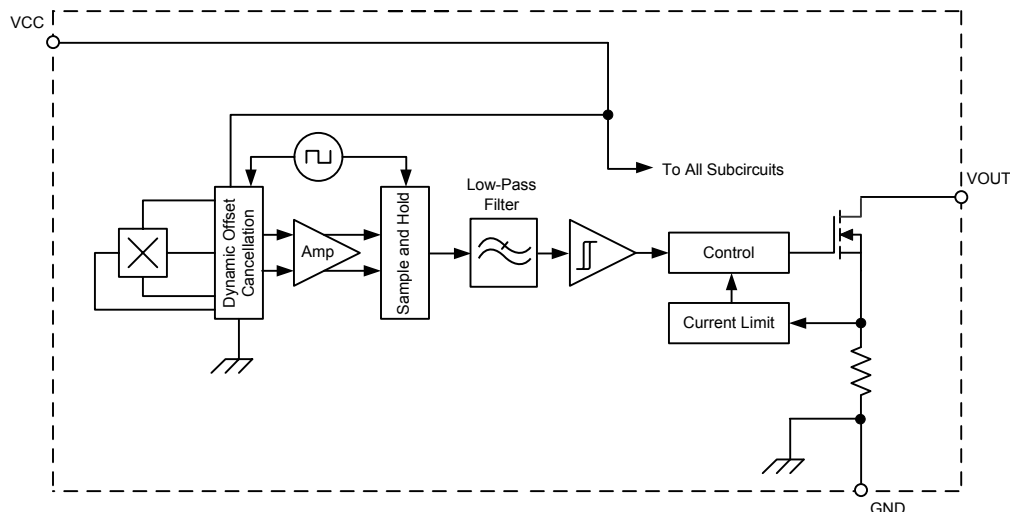 VCC
To All Subcircuits
VOUT
Low-Pass
Filter
Dynamic Offset
Cancellation
Amp
Sample and Hold
Control
Current Limit
GND